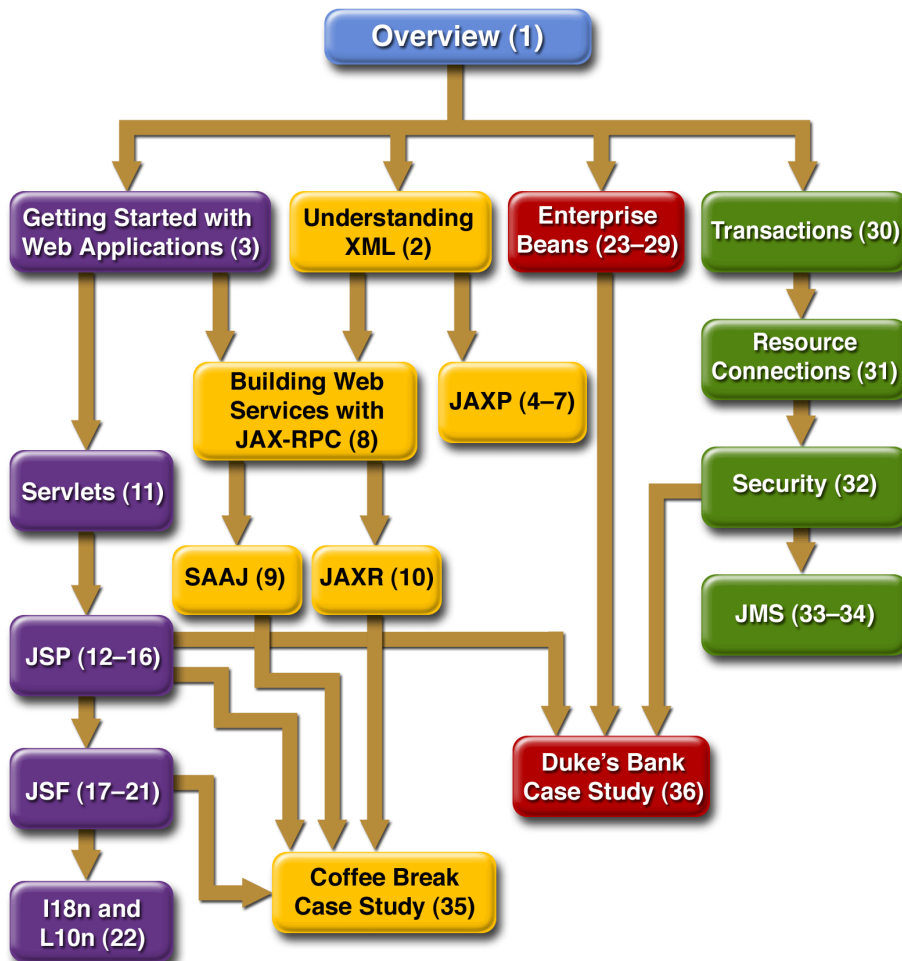 Overview (1)
Getting Started with
Web Applications (3)
Understanding
XML (2)
Enterprise
Beans (23–29)
Transactions (30)
Resource
Connections (31)
Building Web
Services with
JAX-RPC (8)
JAXP (4–7)
Servlets (11)
Security (32)
SAAJ (9)
JAXR (10)
JMS (33–34)
JSP (12–16)
Duke’s Bank
Case Study (36)
JSF (17–21)
Coffee Break
Case Study (35)
I18n and
L10n (22)